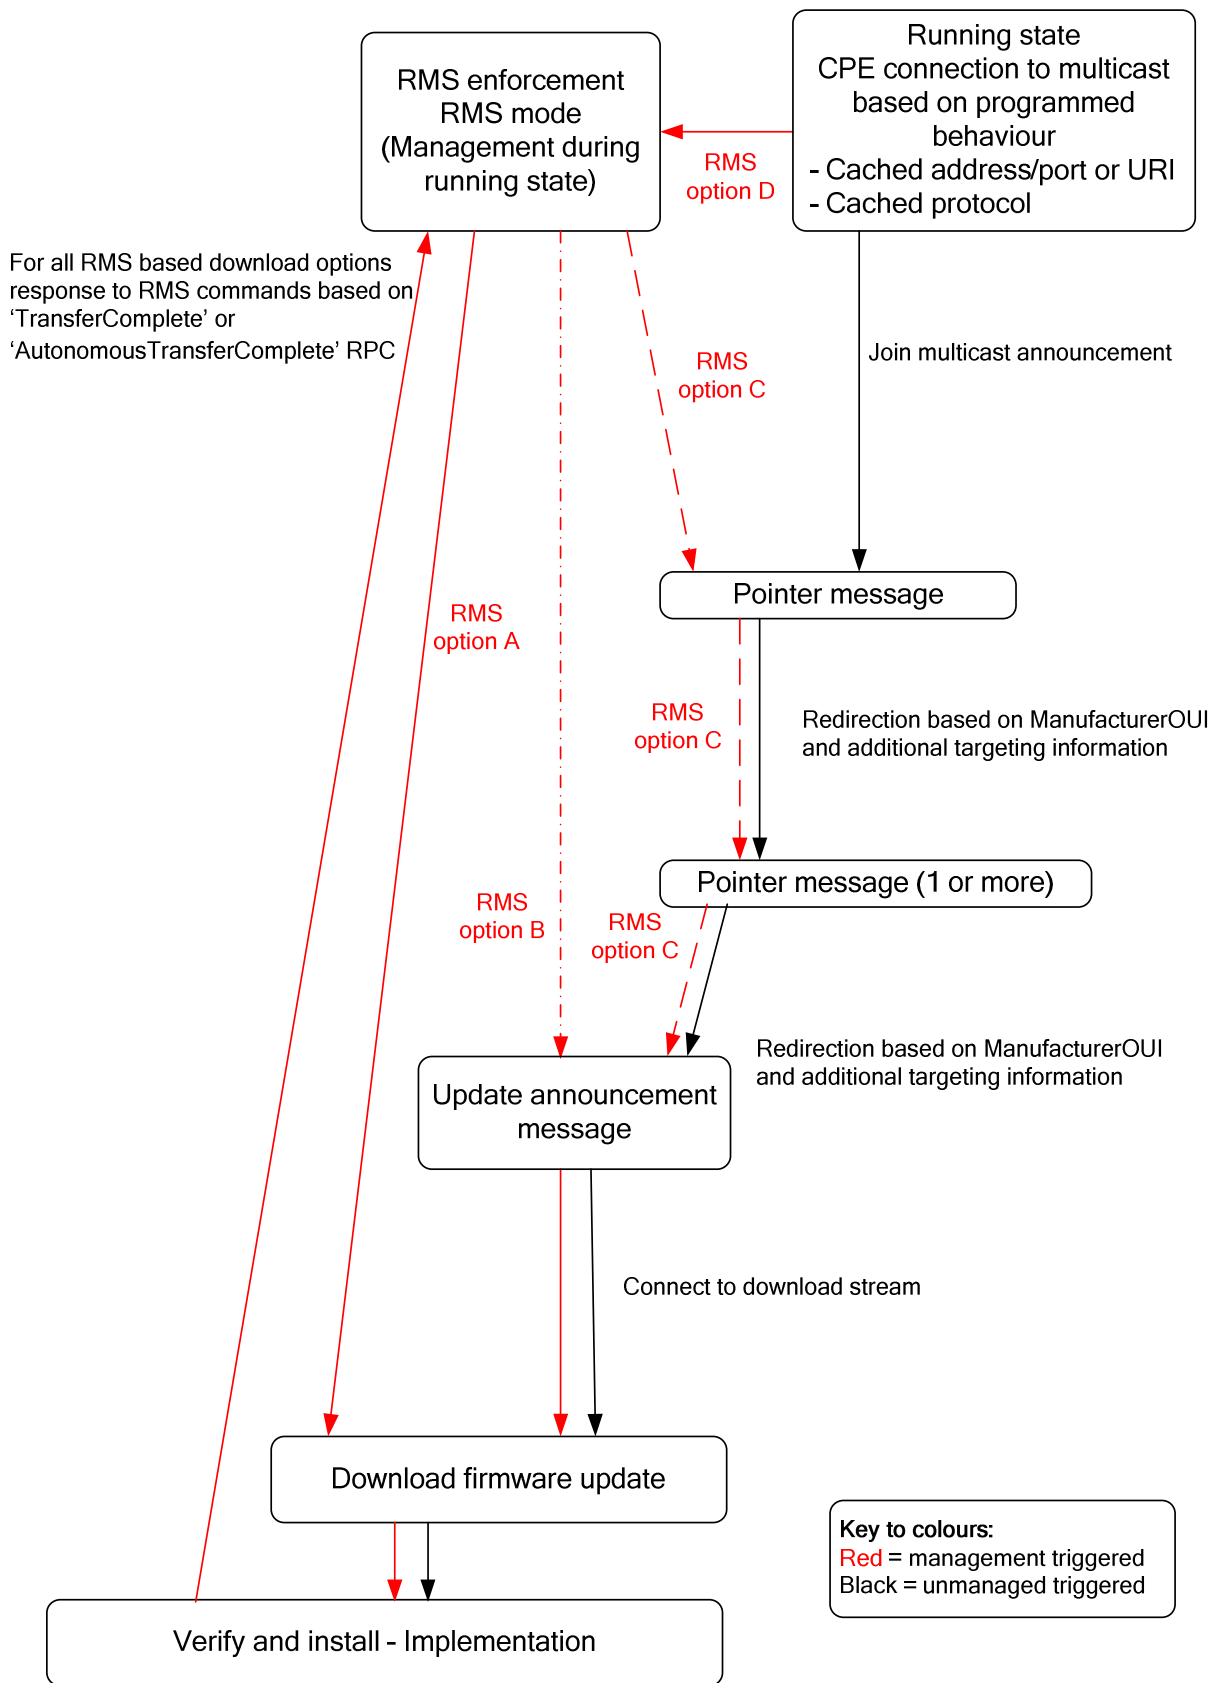 RMS enforcement
RMS mode
(Management during
running state)
Running state
CPE connection to multicast
based on programmed
behaviour
- Cached address/port or URI
- Cached protocol
RMS
option D
For all RMS based download options
response to RMS commands based on
‘TransferComplete’ or
‘AutonomousTransferComplete’ RPC
RMS
option C
Join multicast announcement
Pointer message
RMS
option A
RMS
option C
Redirection based on ManufacturerOUI
and additional targeting information
Pointer message (1 or more)
RMS
option B
RMS
option C
Redirection based on ManufacturerOUI
and additional targeting information
Update announcement
message
Connect to download stream
Download firmware update
Key to colours:
Red = management triggered
Black = unmanaged triggered
Verify and install - Implementation